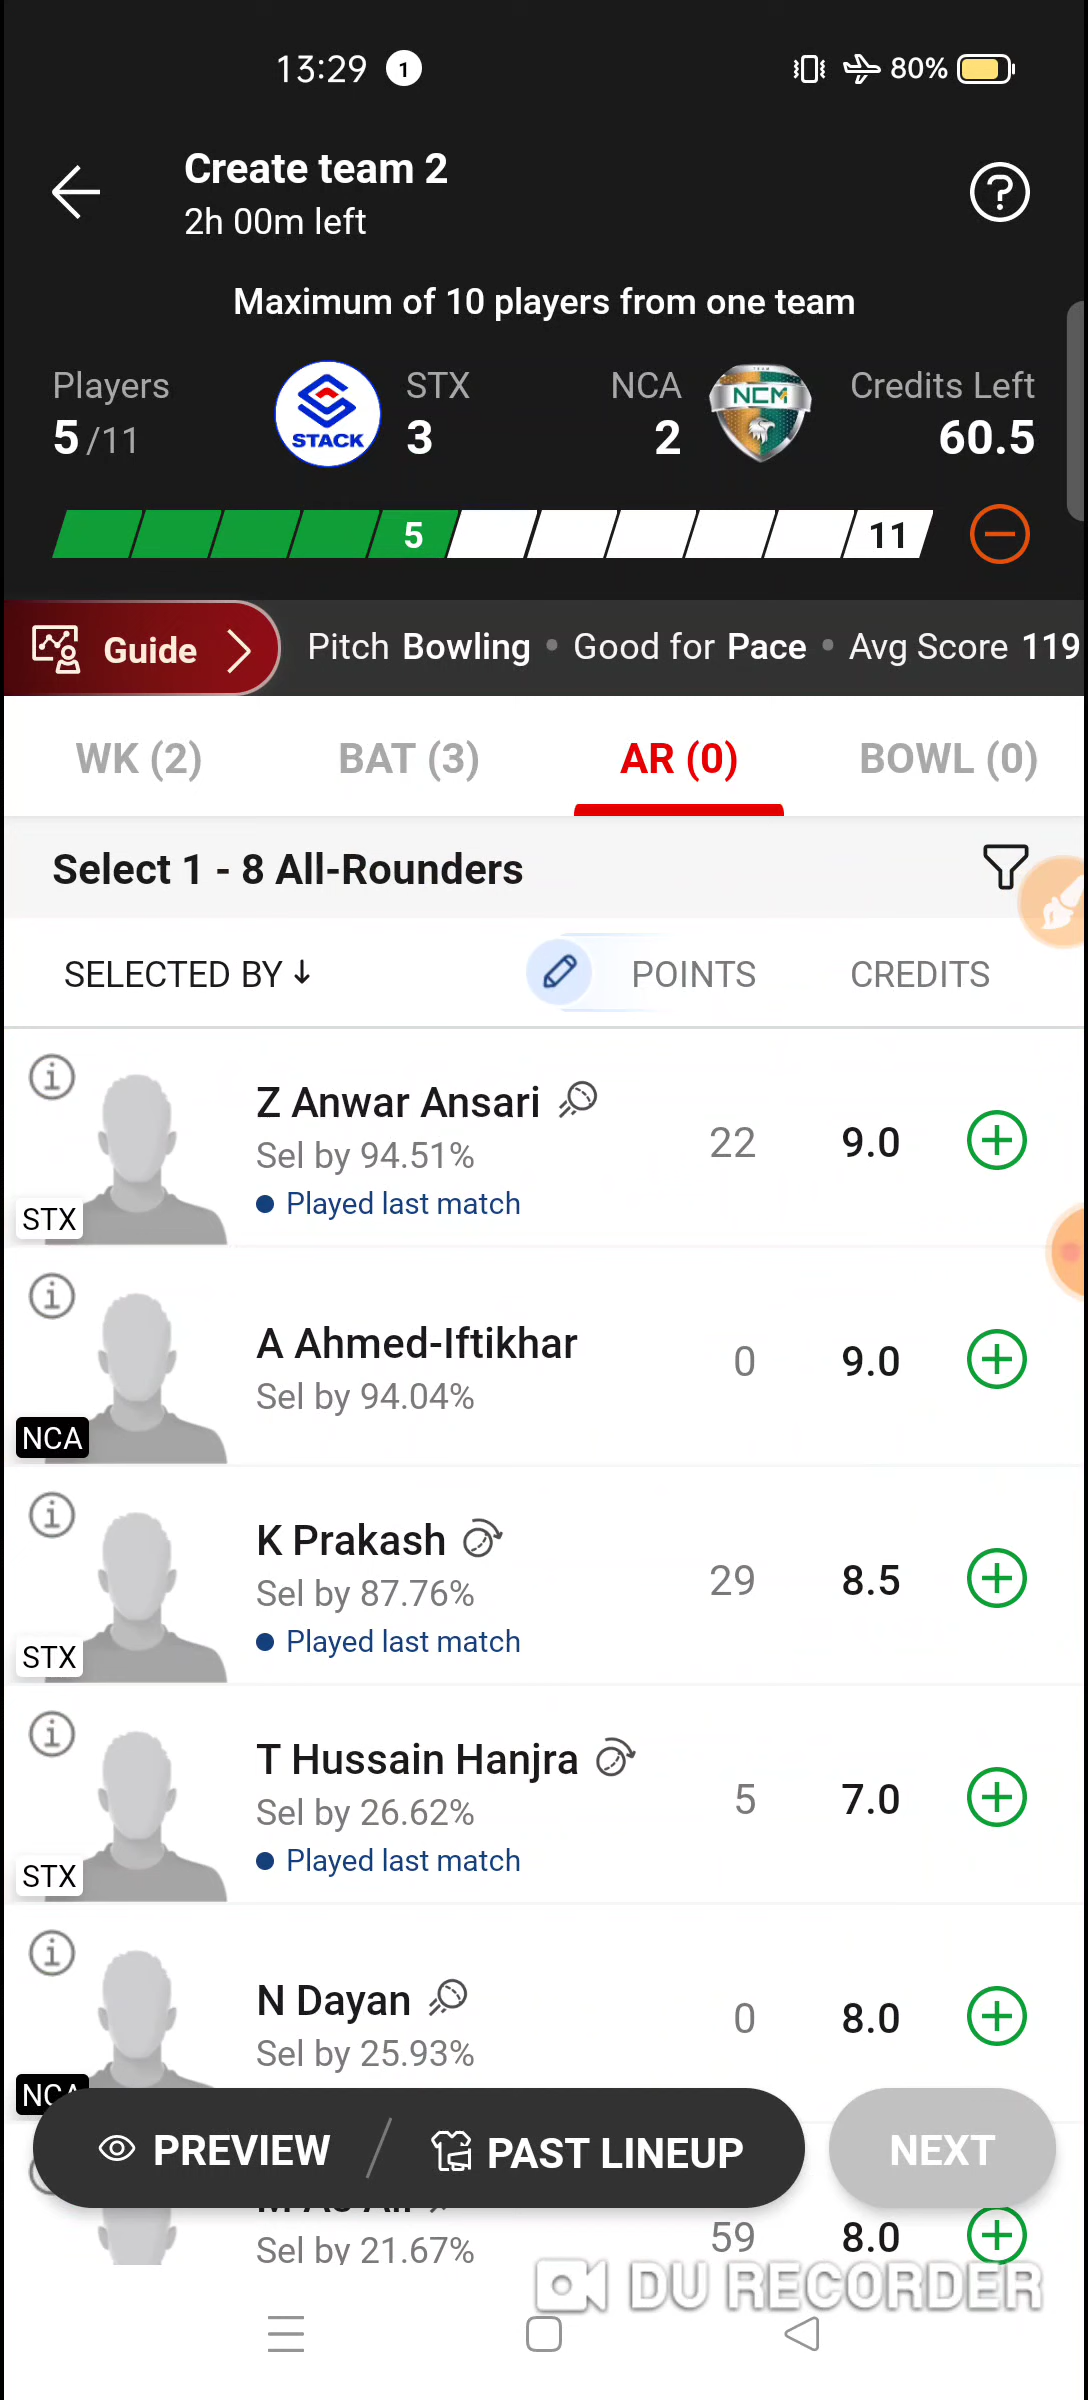 13:29 1 80%
Create team 2
2h 00m left
Maximum of 10 players from one team
Players STX NCA Credits Left
5/11 STACK 3 2 NCM 60.5
5 11
Guide Pitch Bowling • Good for Pace • Avg Score 119
WK (2) BAT (3) AR (0) BOWL (0)
Select 1 - 8 All-Rounders
SELECTED BY ↓ POINTS CREDITS
Z Anwar Ansari
Sel by 94.51% 22 9.0
Played last match
STX
A Ahmed-Iftikhar
Sel by 94.04% 0 9.0
NCA
K Prakash
Sel by 87.76% 29 8.5
Played last match
STX
T Hussain Hanjra
Sel by 26.62% 5 7.0
Played last match
STX
N Dayan
Sel by 25.93% 0 8.0
PREVIEW PAST LINEUP NEXT
Sel by 21.67% 59 8.0
DU RECORDER